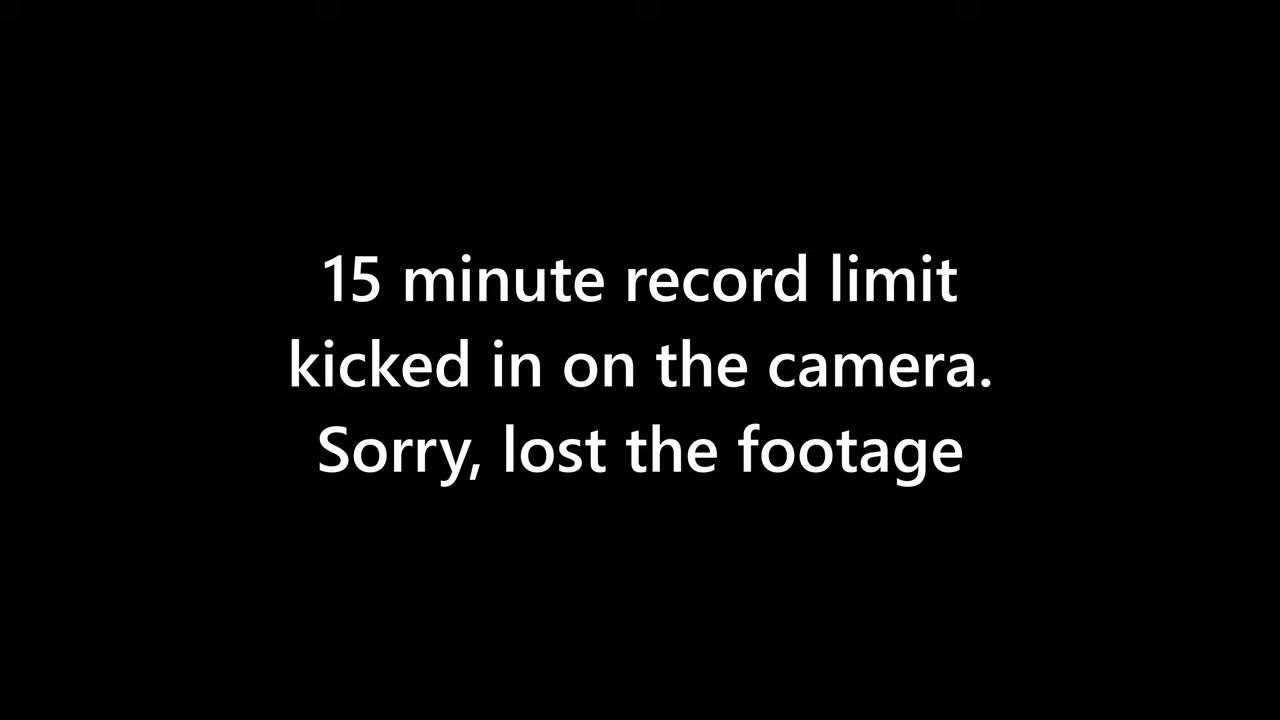 15 minute record limit
kicked in on the camera.
Sorry, lost the footage